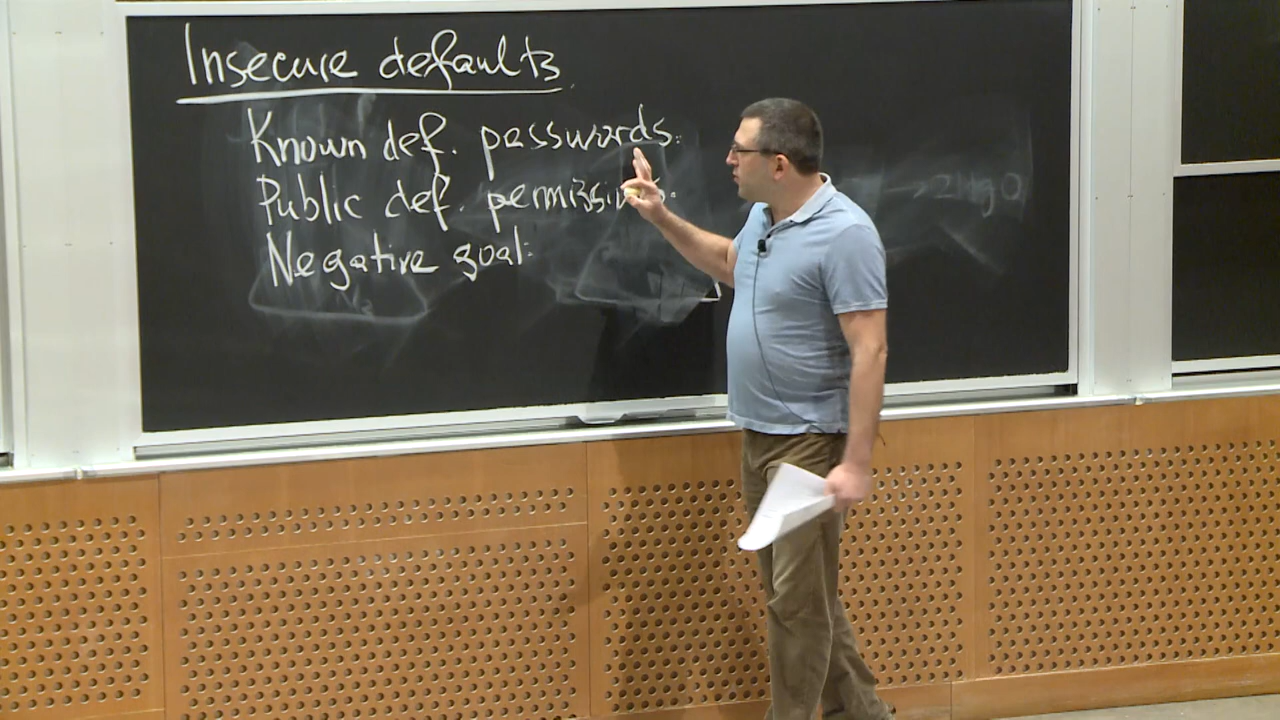 Insecure defaults
Known def. passwords.
Public def. permissions.
Negative goal: